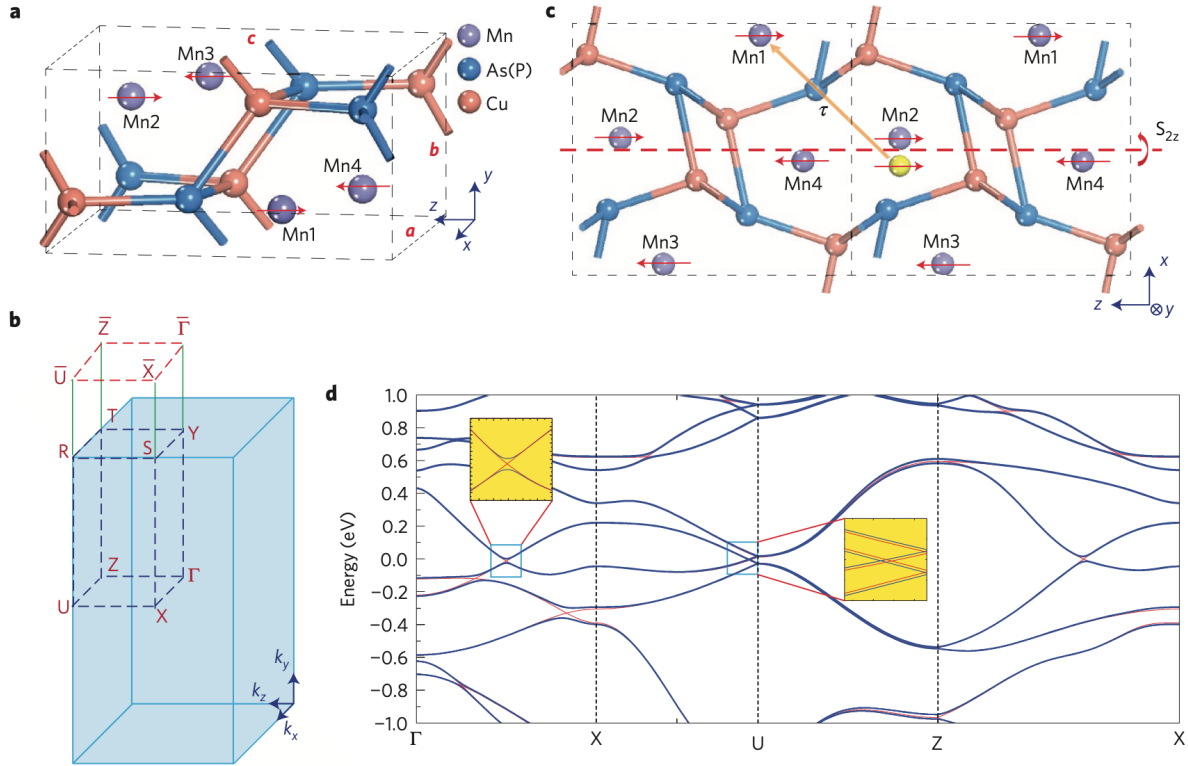 a
c
Mn3
Mn2
Mn4
Mn1
b
a
Mn
As(P)
Cu
y
z
x
c
Mn1
Mn1
τ
Mn2
Mn2
S2z
Mn4
Mn4
Mn3
Mn3
x
z
y
b
Z̅
Γ̅
U̅
X̅
T
Y
R
S
Z
Γ
U
X
ky
kz
kx
d
Energy (eV)
1.0
0.8
0.6
0.4
0.2
0.0
−0.2
−0.4
−0.6
−0.8
−1.0
Γ
X
U
Z
X